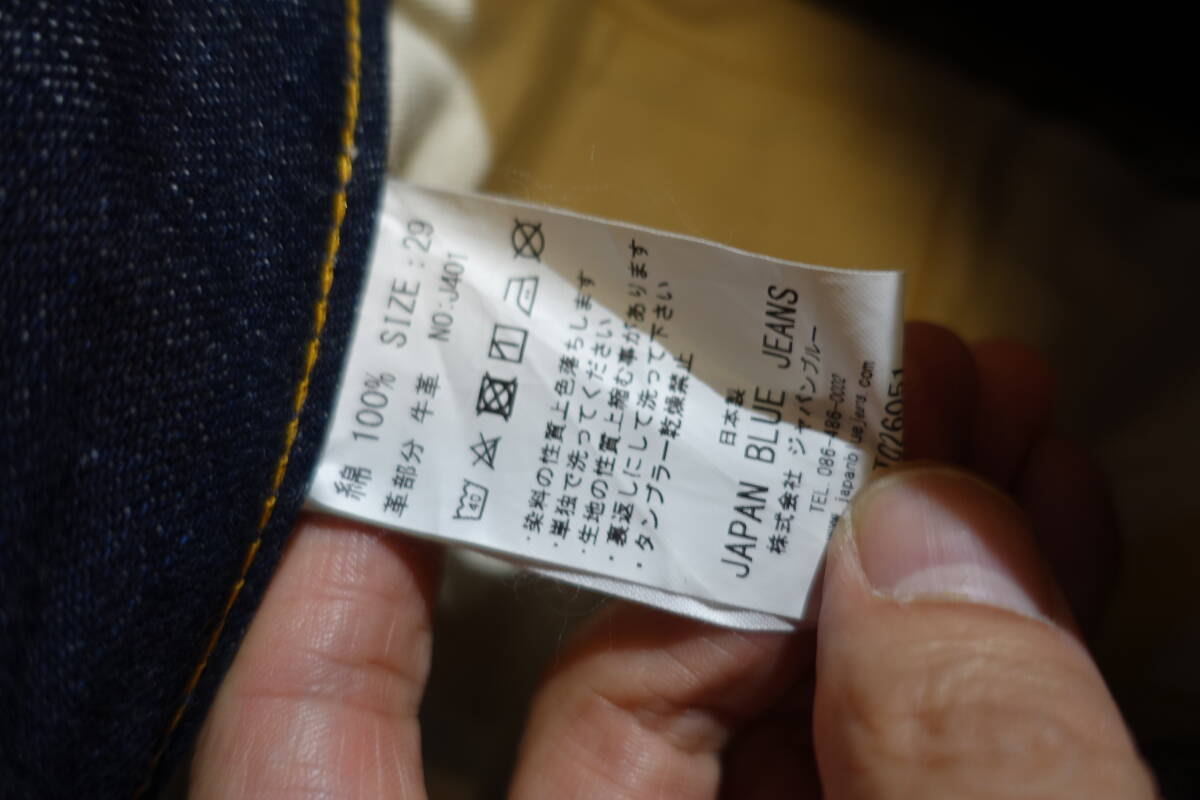 綿 100% SIZE : 29
革部分 牛革 NO:J401
40
・染料の性質上色落ちします
・単独で洗ってください
・生地の性質上縮む事があります
・裏返しにして洗って下さい
・タンブラー乾燥禁止
日本製
JAPAN BLUE JEANS
株式会社 ジャパンブルー
TEL. 086-486-0002